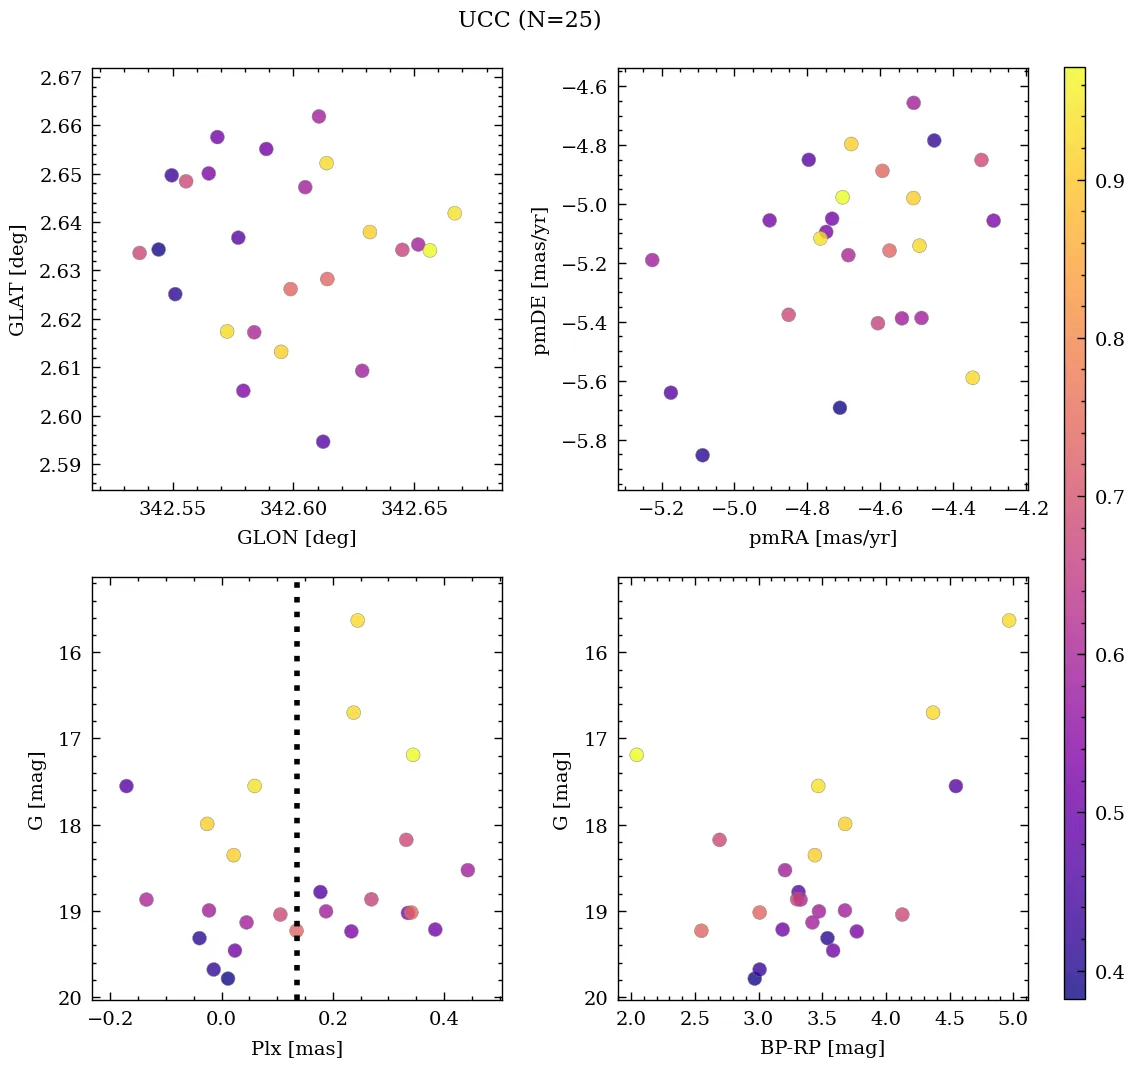 UCC (N=25)
2.67
2.66
2.65
2.64
2.63
2.62
2.61
2.60
2.59
GLAT [deg]
342.55 342.60 342.65
GLON [deg]
−4.6
−4.8
−5.0
−5.2
−5.4
−5.6
−5.8
pmDE [mas/yr]
−5.2 −5.0 −4.8 −4.6 −4.4 −4.2
pmRA [mas/yr]
16
17
18
19
20
G [mag]
−0.2 0.0 0.2 0.4
Plx [mas]
16
17
18
19
20
G [mag]
2.0 2.5 3.0 3.5 4.0 4.5 5.0
BP-RP [mag]
0.9
0.8
0.7
0.6
0.5
0.4